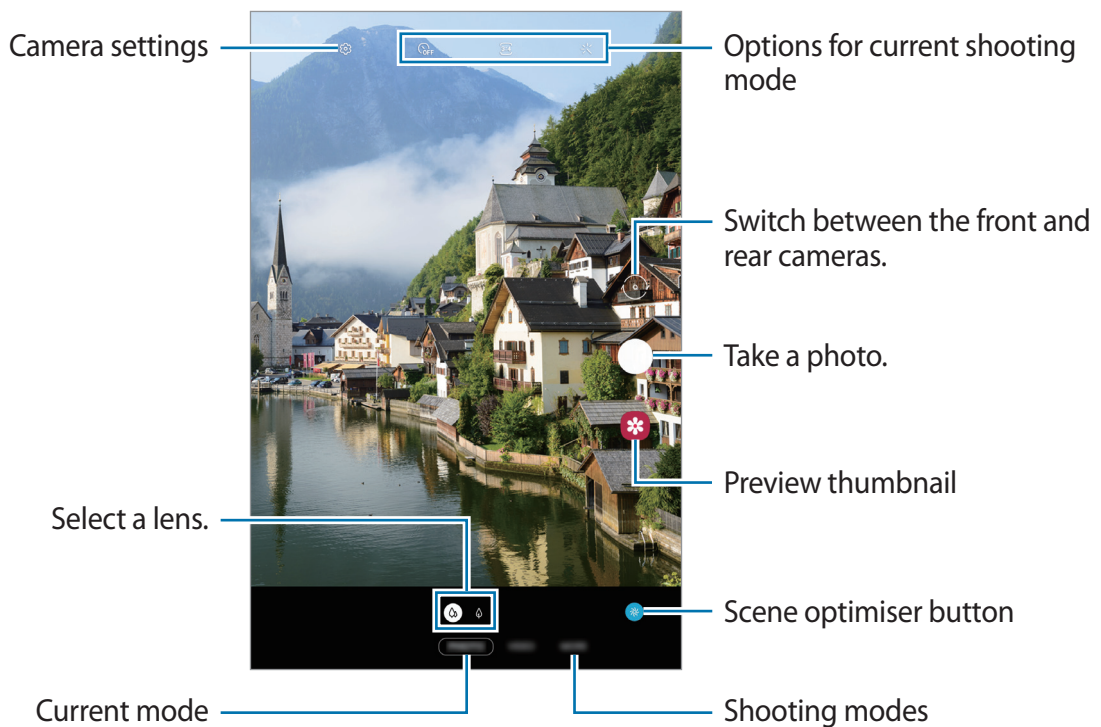 Camera settings
OFF
Options for current shooting
mode
Switch between the front and
rear cameras.
Take a photo.
Preview thumbnail
Select a lens.
Scene optimiser button
Current mode
Shooting modes